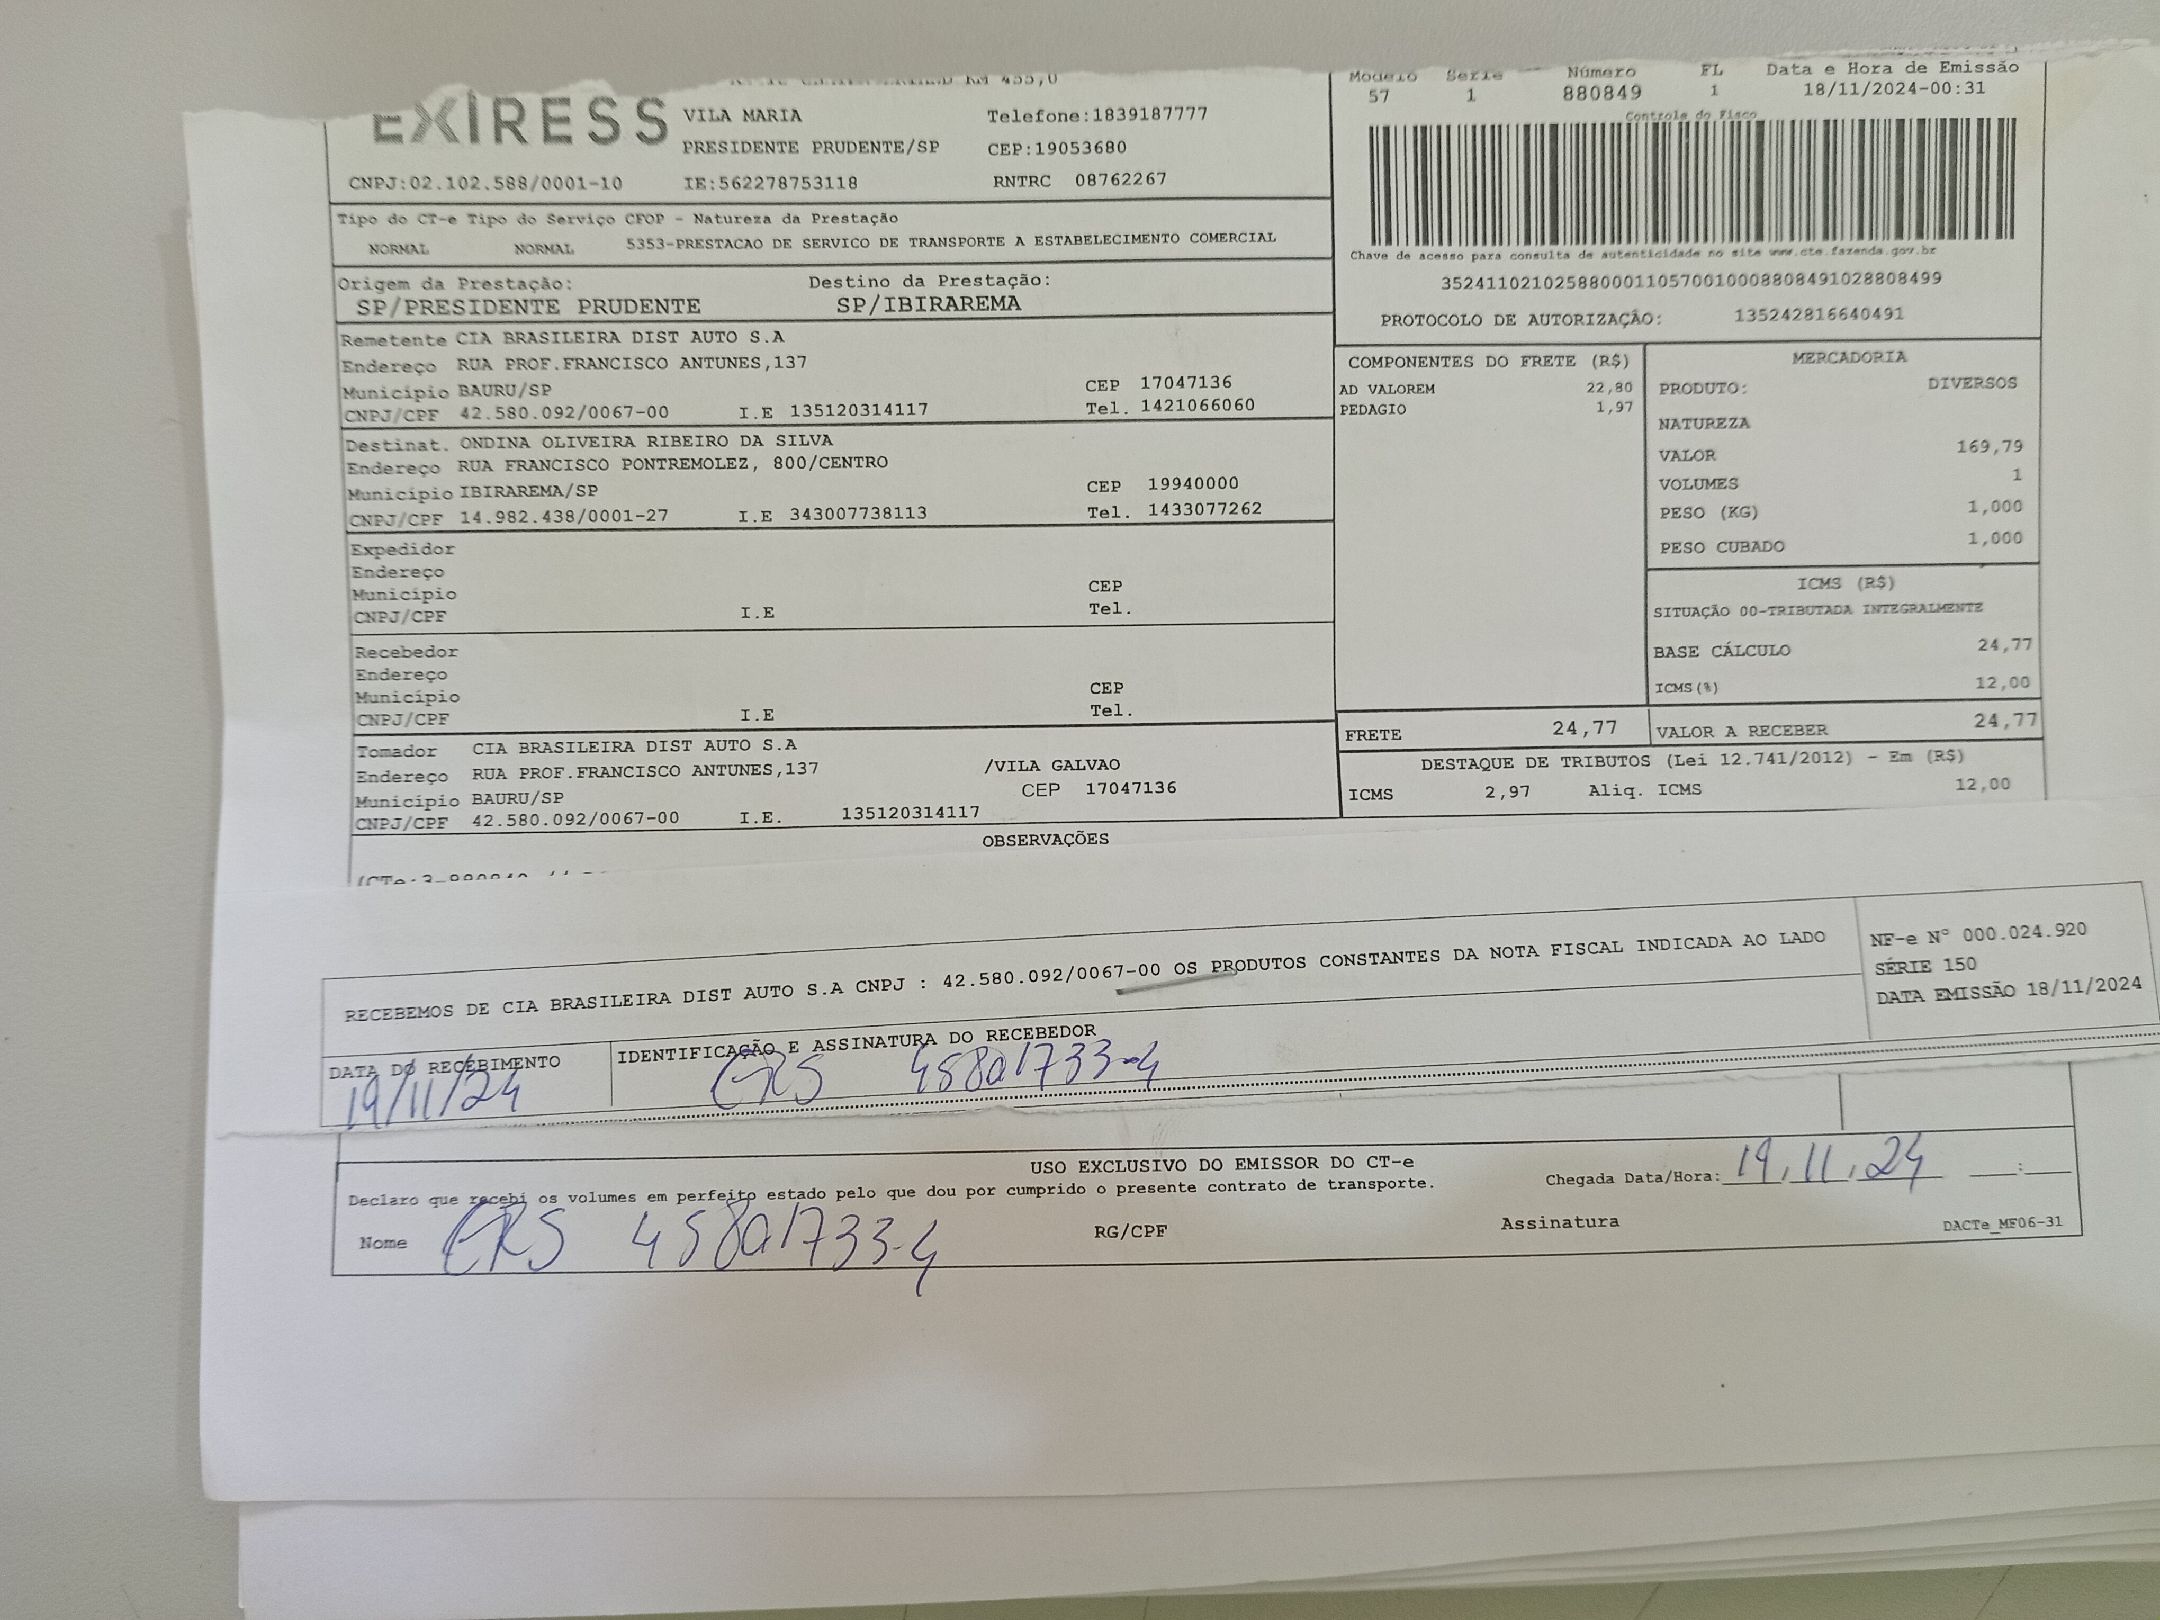 KM 455,0
EXPRESS
VILA MARIA Telefone:1839187777
PRESIDENTE PRUDENTE/SP CEP:19053680
CNPJ:02.102.588/0001-10 IE:562278753118 RNTRC 08762267
Modelo Serie Número FL Data e Hora de Emissão
57 1 880849 1 18/11/2024-00:31
Controle do Fisco
Chave de acesso para consulta de autenticidade no site www.cte.fazenda.gov.br
35241102102588000110570010008808491028808499
PROTOCOLO DE AUTORIZAÇÃO: 135242816640491
Tipo do CT-e Tipo do Serviço CFOP - Natureza da Prestação
NORMAL NORMAL 5353-PRESTACAO DE SERVICO DE TRANSPORTE A ESTABELECIMENTO COMERCIAL
Origem da Prestação: Destino da Prestação:
SP/PRESIDENTE PRUDENTE SP/IBIRAREMA
Remetente CIA BRASILEIRA DIST AUTO S.A
Endereço RUA PROF.FRANCISCO ANTUNES,137
Município BAURU/SP CEP 17047136
CNPJ/CPF 42.580.092/0067-00 I.E 135120314117 Tel. 1421066060
Destinat. ONDINA OLIVEIRA RIBEIRO DA SILVA
Endereço RUA FRANCISCO PONTREMOLEZ, 800/CENTRO
Município IBIRAREMA/SP CEP 19940000
CNPJ/CPF 14.982.438/0001-27 I.E 343007738113 Tel. 1433077262
Expedidor
Endereço
Município CEP
CNPJ/CPF I.E Tel.
Recebedor
Endereço
Município CEP
CNPJ/CPF I.E Tel.
Tomador CIA BRASILEIRA DIST AUTO S.A
Endereço RUA PROF.FRANCISCO ANTUNES,137 /VILA GALVAO
Município BAURU/SP CEP 17047136
CNPJ/CPF 42.580.092/0067-00 I.E. 135120314117
COMPONENTES DO FRETE (R$)
AD VALOREM 22,80
PEDAGIO 1,97
MERCADORIA
PRODUTO: DIVERSOS
NATUREZA
VALOR 169,79
VOLUMES 1
PESO (KG) 1,000
PESO CUBADO 1,000
ICMS (R$)
SITUAÇÃO 00-TRIBUTADA INTEGRALMENTE
BASE CÁLCULO 24,77
ICMS(%) 12,00
FRETE 24,77 VALOR A RECEBER 24,77
DESTAQUE DE TRIBUTOS (Lei 12.741/2012) - Em (R$)
ICMS 2,97 Aliq. ICMS 12,00
OBSERVAÇÕES
RECEBEMOS DE CIA BRASILEIRA DIST AUTO S.A CNPJ : 42.580.092/0067-00 OS PRODUTOS CONSTANTES DA NOTA FISCAL INDICADA AO LADO
NF-e N° 000.024.920
SÉRIE 150
DATA EMISSÃO 18/11/2024
DATA DO RECEBIMENTO IDENTIFICAÇÃO E ASSINATURA DO RECEBEDOR
19/11/24
USO EXCLUSIVO DO EMISSOR DO CT-e
Declaro que recebi os volumes em perfeito estado pelo que dou por cumprido o presente contrato de transporte. Chegada Data/Hora: 19.11.24 :
Nome RG/CPF Assinatura DACTe_MF06-31